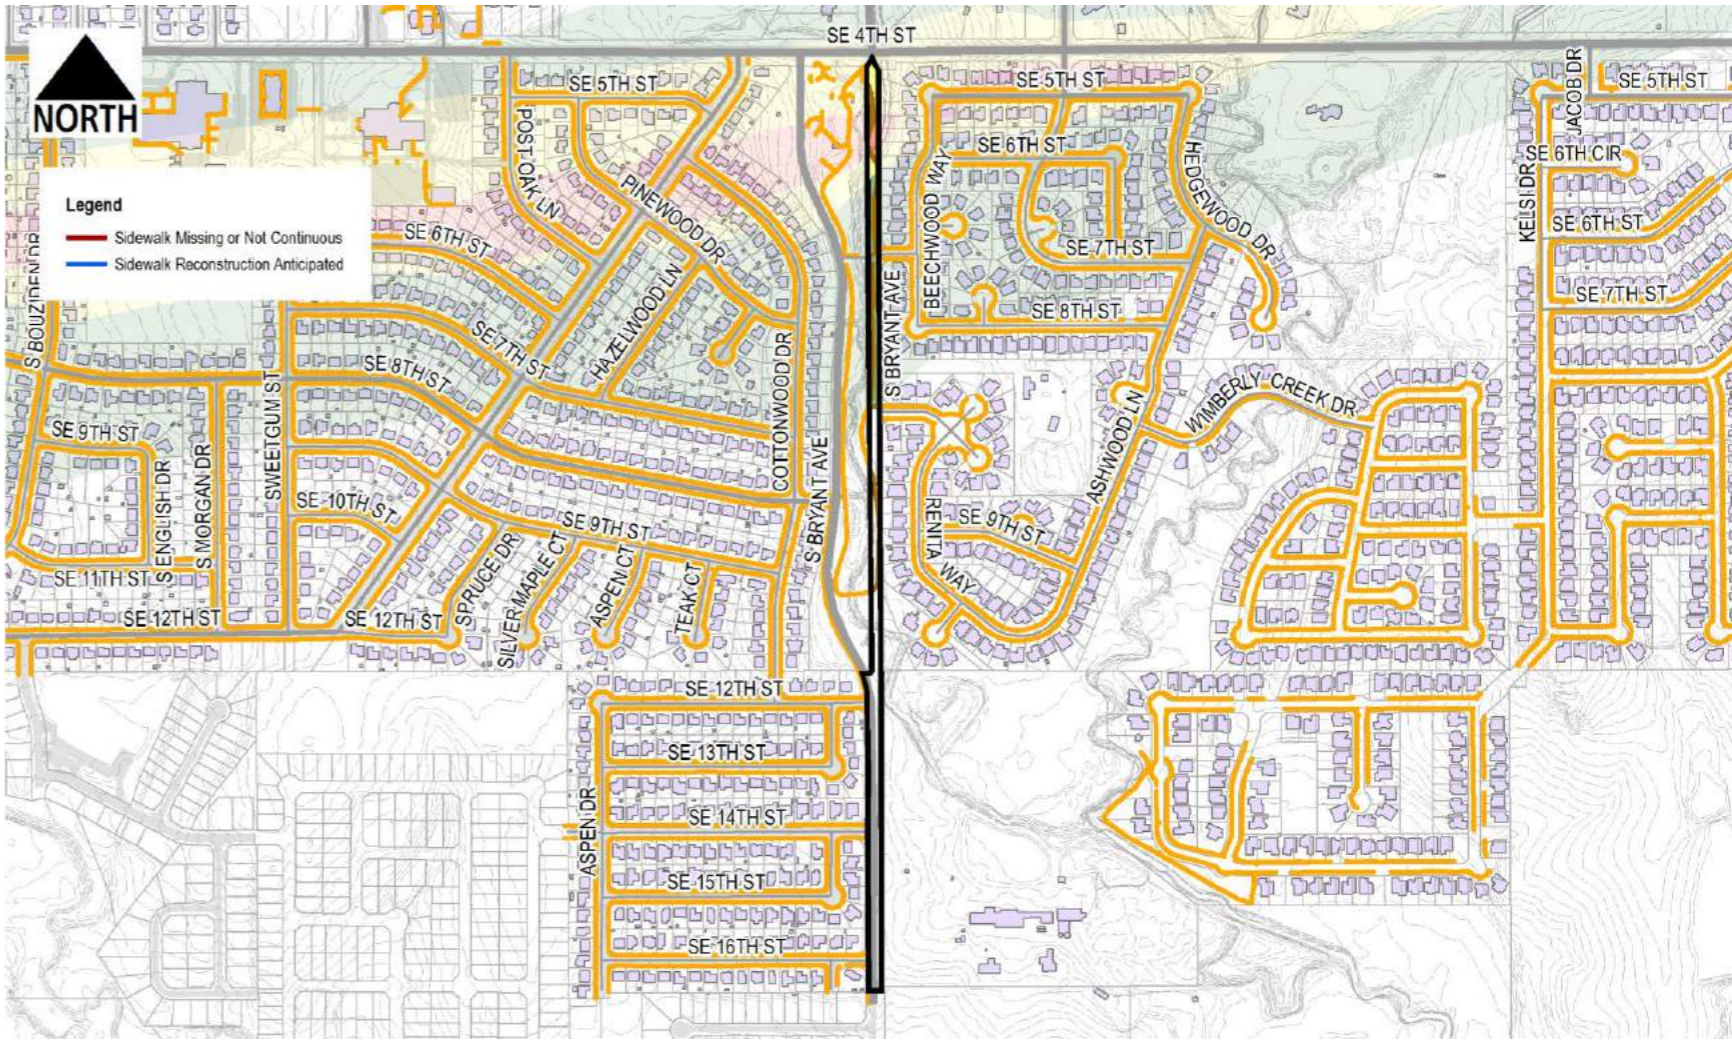 SE 4TH ST
NORTH
SE 5TH ST
SE 5TH ST
JACOB DR
SE 5TH ST
POST OAK LN
PINEWOOD DR
BEECHWOOD WAY
SE 6TH ST
HEDGEWOOD DR
SE 6TH CIR
KELSI DR
SE 6TH ST
Legend
Sidewalk Missing or Not Continuous
Sidewalk Reconstruction Anticipated
SE 6TH ST
S BOUZIDEN DR
HAZELWOOD LN
SE 7TH ST
SE 7TH ST
S BRYANT AVE
SE 8TH ST
SE 7TH ST
SE 8TH ST
COTTONWOOD DR
S BRYANT AVE
WIMBERLY CREEK DR
ASHWOOD LN
SE 9TH ST
S ENGLISH DR
S MORGAN DR
SWEETGUM ST
SE 10TH ST
SE 9TH ST
RENITA WAY
SE 9TH ST
SE 11TH ST
SE 12TH ST
SE 12TH ST
SPRUCE DR
SILVER MAPLE CT
ASPEN CT
TEAK CT
SE 12TH ST
SE 13TH ST
ASPEN DR
SE 14TH ST
SE 15TH ST
SE 16TH ST